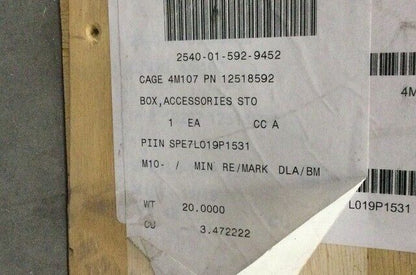 2540-01-592-9452
CAGE 4M107 PN 12518592
BOX,ACCESSORIES STO
1 EA CC A
PIIN SPE7L019P1531
M10- / MIN RE/MARK DLA/BM
WT 20.0000
CU 3.472222
4M
L019P1531